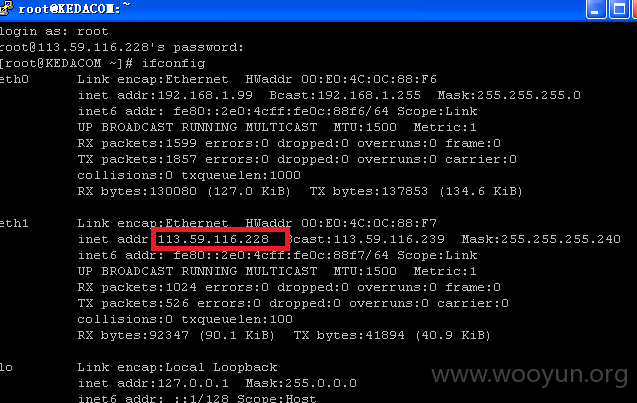 root@KEDACOM:~
login as: root
root@113.59.116.228's password:
[root@KEDACOM ~]# ifconfig
eth0 Link encap:Ethernet HWaddr 00:E0:4C:0C:88:F6
inet addr:192.168.1.99 Bcast:192.168.1.255 Mask:255.255.255.0
inet6 addr: fe80::2e0:4cff:fe0c:88f6/64 Scope:Link
UP BROADCAST RUNNING MULTICAST MTU:1500 Metric:1
RX packets:1599 errors:0 dropped:0 overruns:0 frame:0
TX packets:1857 errors:0 dropped:0 overruns:0 carrier:0
collisions:0 txqueuelen:1000
RX bytes:130080 (127.0 KiB) TX bytes:137853 (134.6 KiB)
eth1 Link encap:Ethernet HWaddr 00:E0:4C:0C:88:F7
inet addr:113.59.116.228 Bcast:113.59.116.239 Mask:255.255.255.240
inet6 addr: fe80::2e0:4cff:fe0c:88f7/64 Scope:Link
UP BROADCAST RUNNING MULTICAST MTU:1500 Metric:1
RX packets:1024 errors:0 dropped:0 overruns:0 frame:0
TX packets:526 errors:0 dropped:0 overruns:0 carrier:0
collisions:0 txqueuelen:100
RX bytes:92347 (90.1 KiB) TX bytes:41894 (40.9 KiB)
lo Link encap:Local Loopback
inet addr:127.0.0.1 Mask:255.0.0.0
inet6 addr: ::1/128 Scope:Host
www.wooyun.org